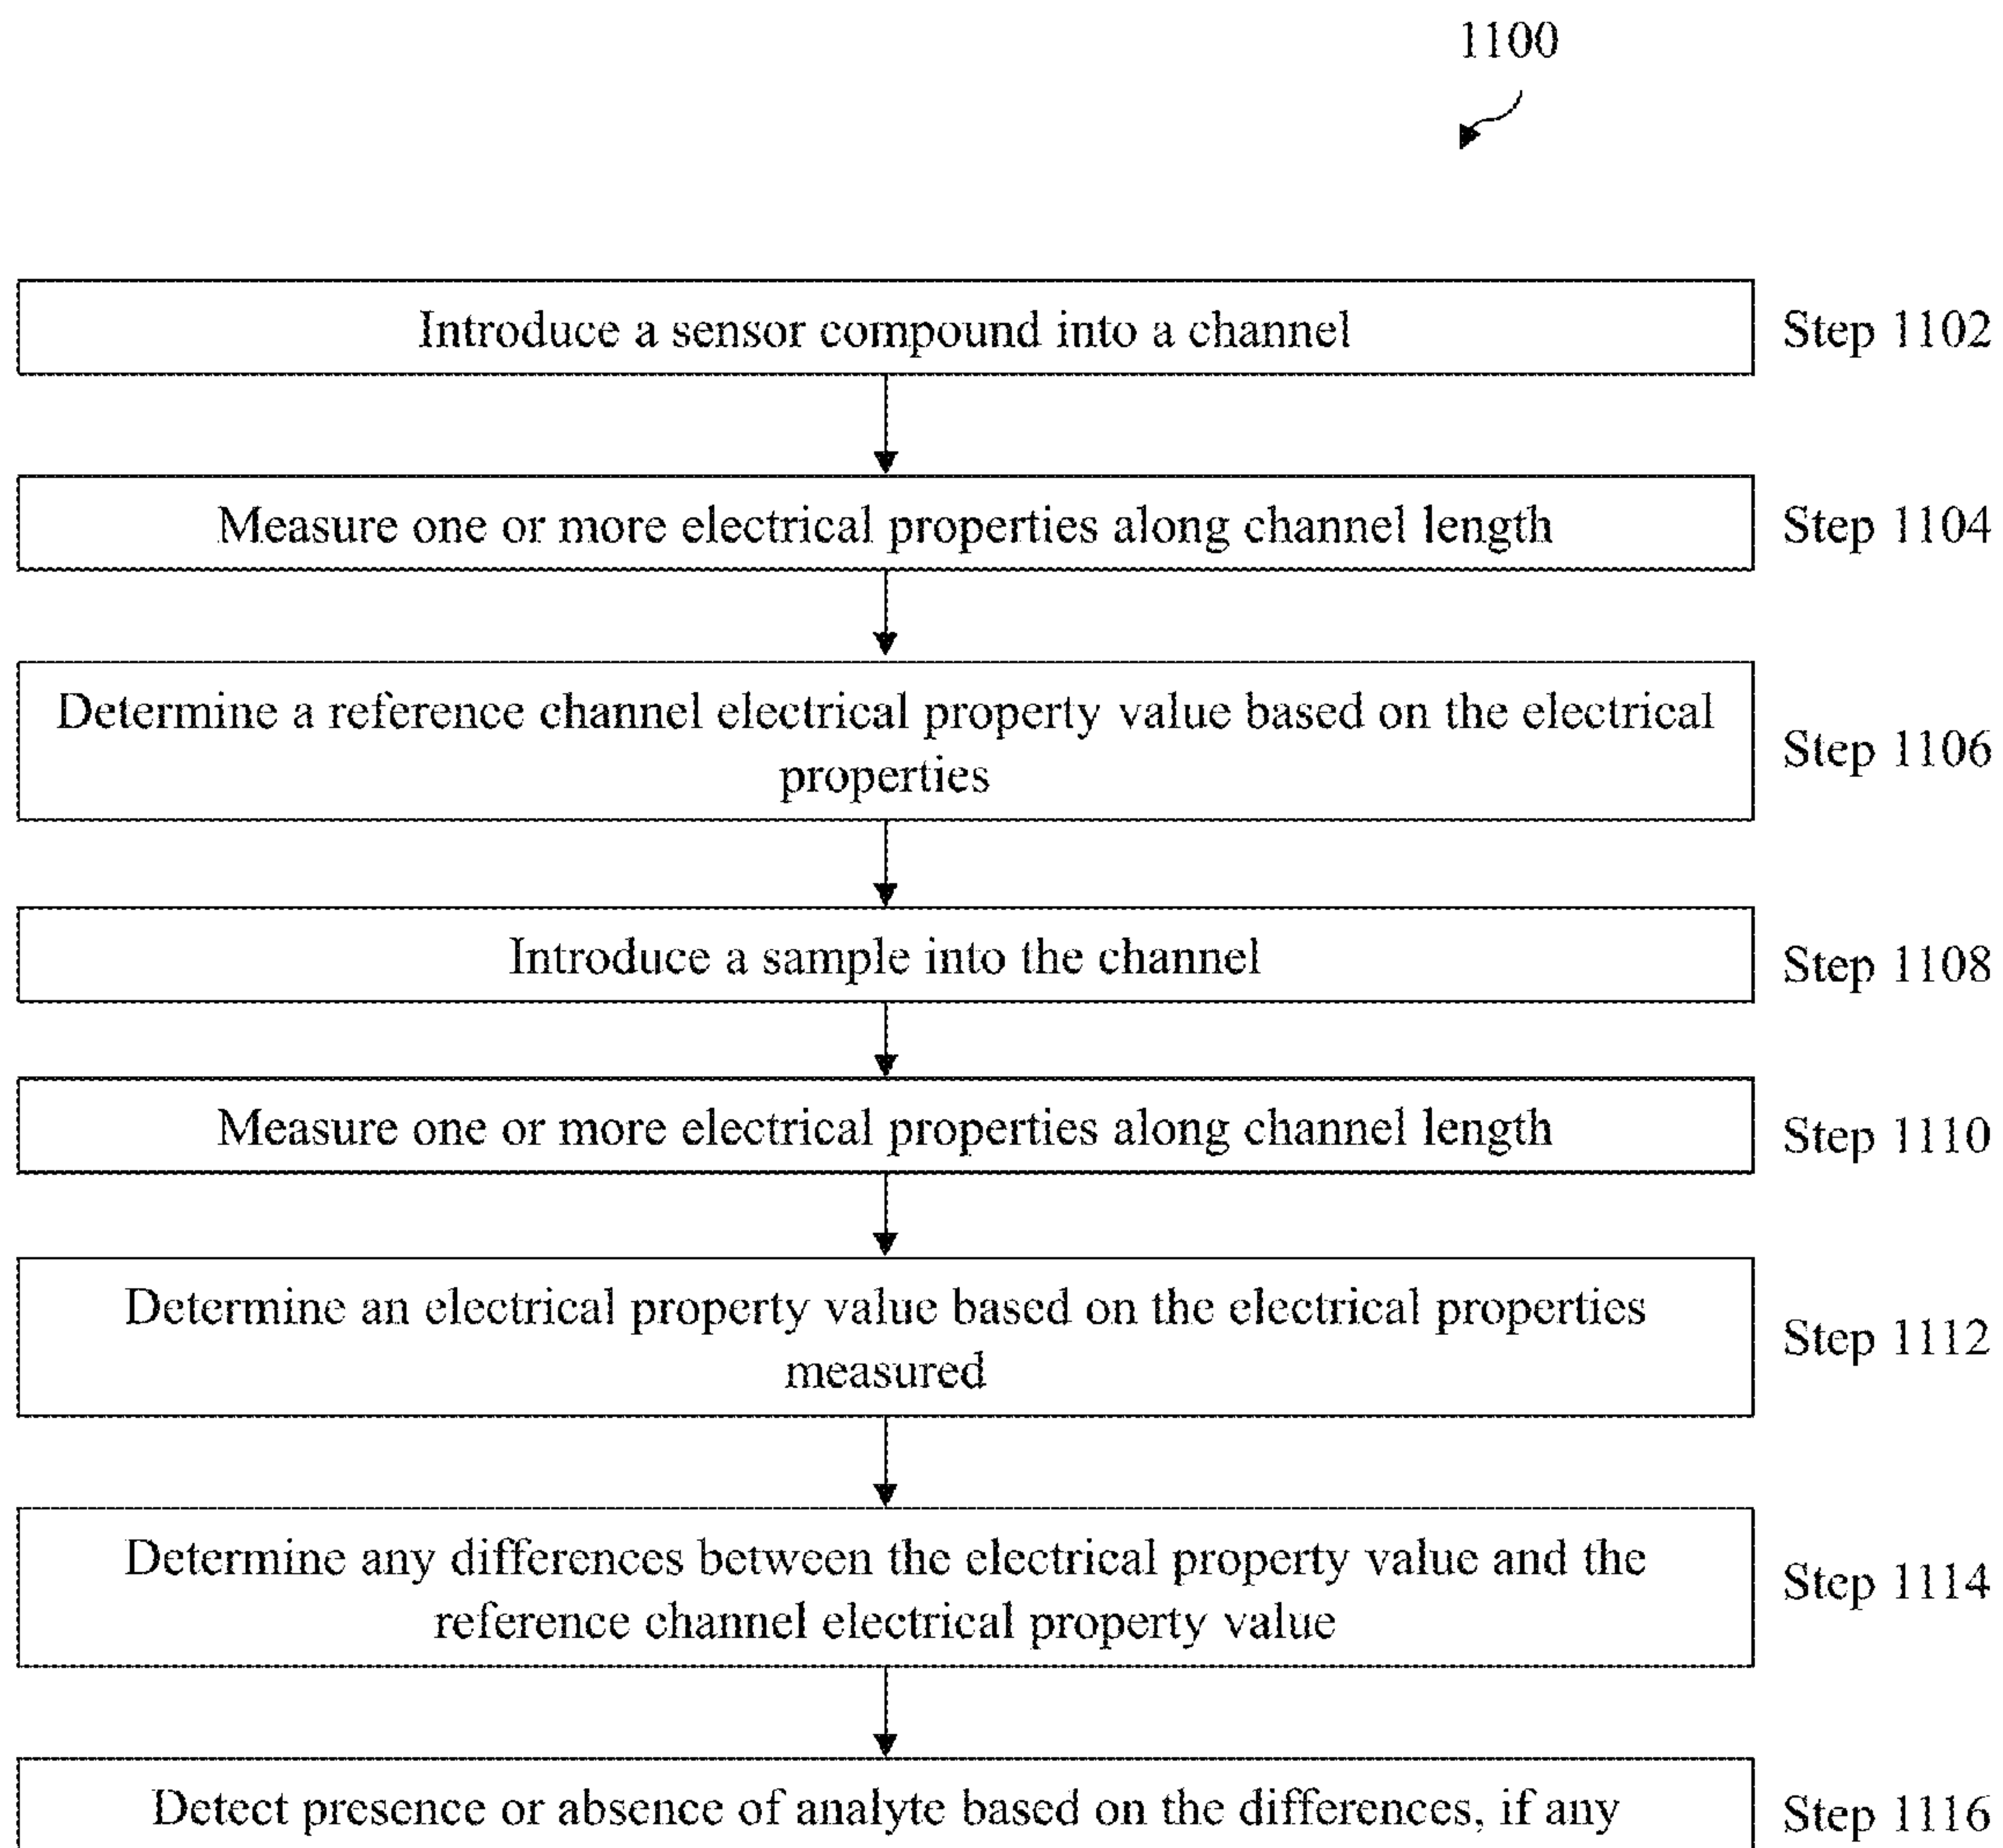 1100
Introduce a sensor compound into a channel
Step 1102
Measure one or more electrical properties along channel length
Step 1104
Determine a reference channel electrical property value based on the electrical
properties
Step 1106
Introduce a sample into the channel
Step 1108
Measure one or more electrical properties along channel length
Step 1110
Determine an electrical property value based on the electrical properties
measured
Step 1112
Determine any differences between the electrical property value and the
reference channel electrical property value
Step 1114
Detect presence or absence of analyte based on the differences, if any
Step 1116